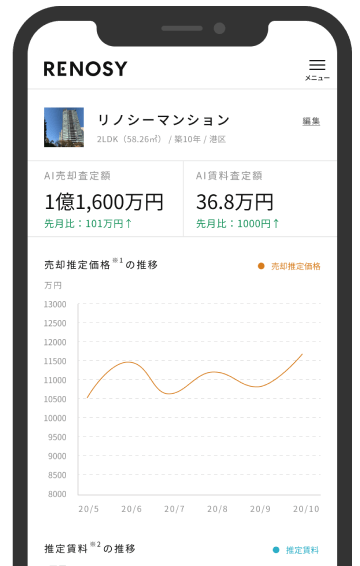 RENOSY
メニュー
リノシーマンション
編集
2LDK（58.26㎡） / 築10年 / 港区
AI売却査定額
AI賃料査定額
1億1,600万円
36.8万円
先月比：101万円↑
先月比：1000円↑
売却推定価格※1の推移
売却推定価格
万円
13000
12500
12000
11500
11000
10500
10000
9500
9000
8500
8000
20/5 20/6 20/7 20/8 20/9 20/10
推定賃料※2の推移
推定賃料